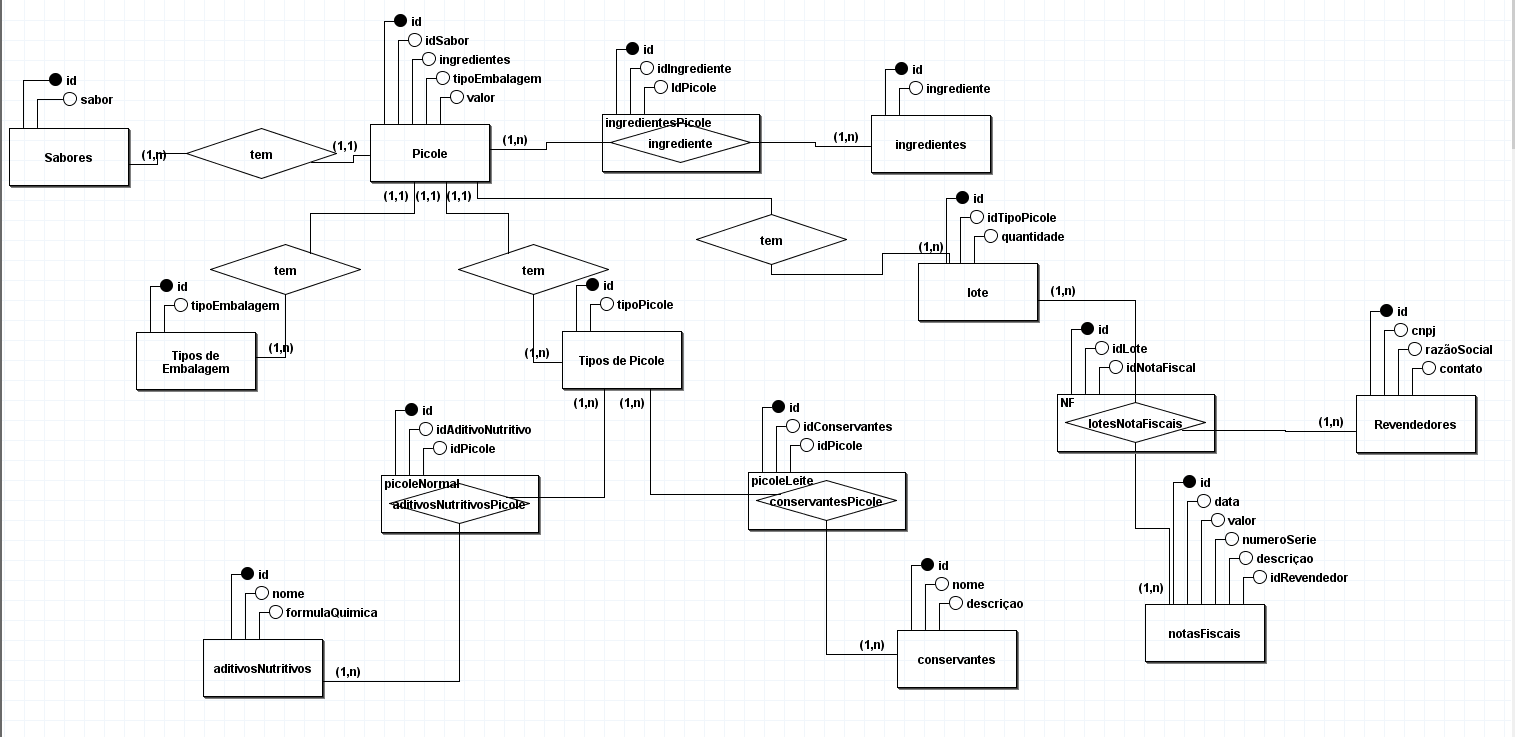 id
idSabor
ingredientes
tipoEmbalagem
valor
id
sabor
Sabores
(1,n)
tem
(1,1)
Picole
(1,n)
id
idIngrediente
IdPicole
ingredientesPicole
ingrediente
(1,n)
id
ingrediente
ingredientes
(1,1)
(1,1)
(1,1)
tem
tem
tem
(1,n)
id
idTipoPicole
quantidade
lote
(1,n)
id
tipoEmbalagem
Tipos de
Embalagem
(1,n)
id
tipoPicole
(1,n)
Tipos de Picole
(1,n)
(1,n)
id
idLote
idNotaFiscal
NF
lotesNotaFiscais
(1,n)
id
cnpj
razãoSocial
contato
Revendedores
id
idAditivoNutritivo
idPicole
picoleNormal
aditivosNutritivosPicole
id
idConservantes
idPicole
picoleLeite
conservantesPicole
id
data
valor
numeroSerie
descriçao
idRevendedor
(1,n)
notasFiscais
id
nome
formulaQuimica
aditivosNutritivos
(1,n)
id
nome
descriçao
(1,n)
conservantes